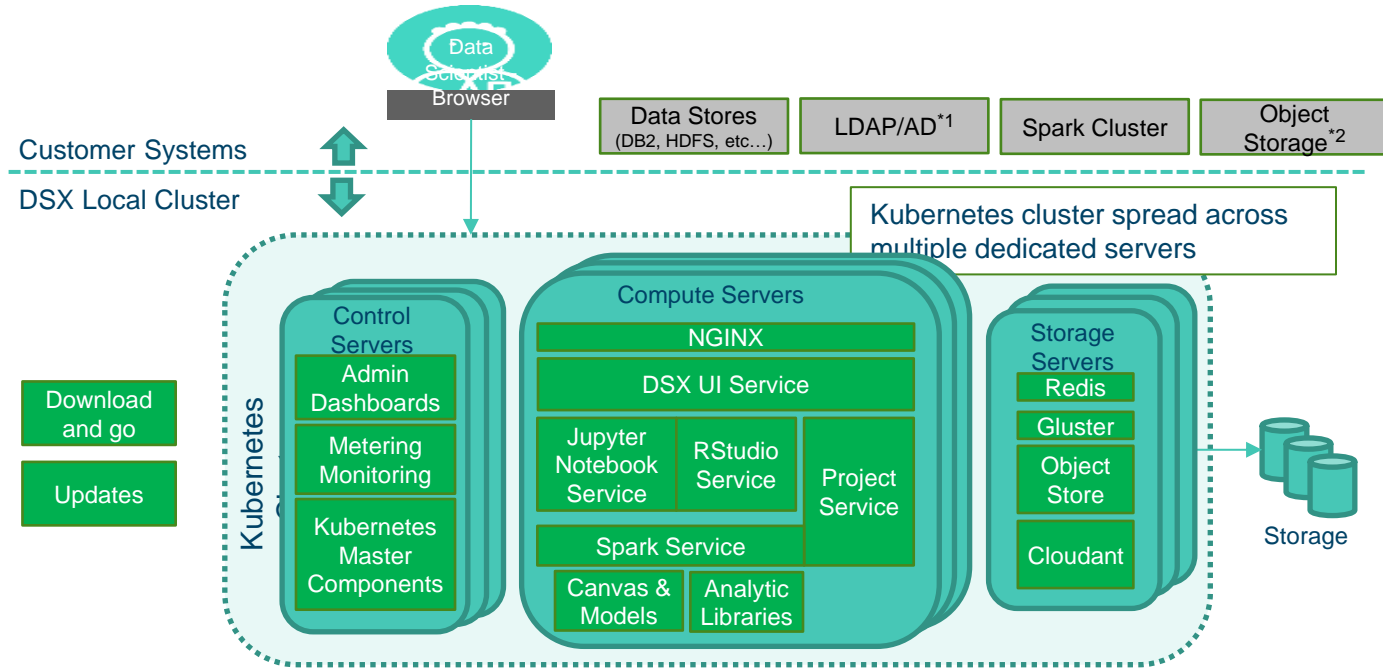 Data
Scientist
Browser
Data Stores
(DB2, HDFS, etc…)
LDAP/AD*1
Spark Cluster
Object
Storage*2
Customer Systems
DSX Local Cluster
Kubernetes cluster spread across
multiple dedicated servers
Download
and go
Updates
Kubernetes
Control
Servers
Admin
Dashboards
Metering
Monitoring
Kubernetes
Master
Components
Compute Servers
NGINX
DSX UI Service
Jupyter
Notebook
Service
RStudio
Service
Project
Service
Spark Service
Canvas &
Models
Analytic
Libraries
Storage
Servers
Redis
Gluster
Object
Store
Cloudant
Storage